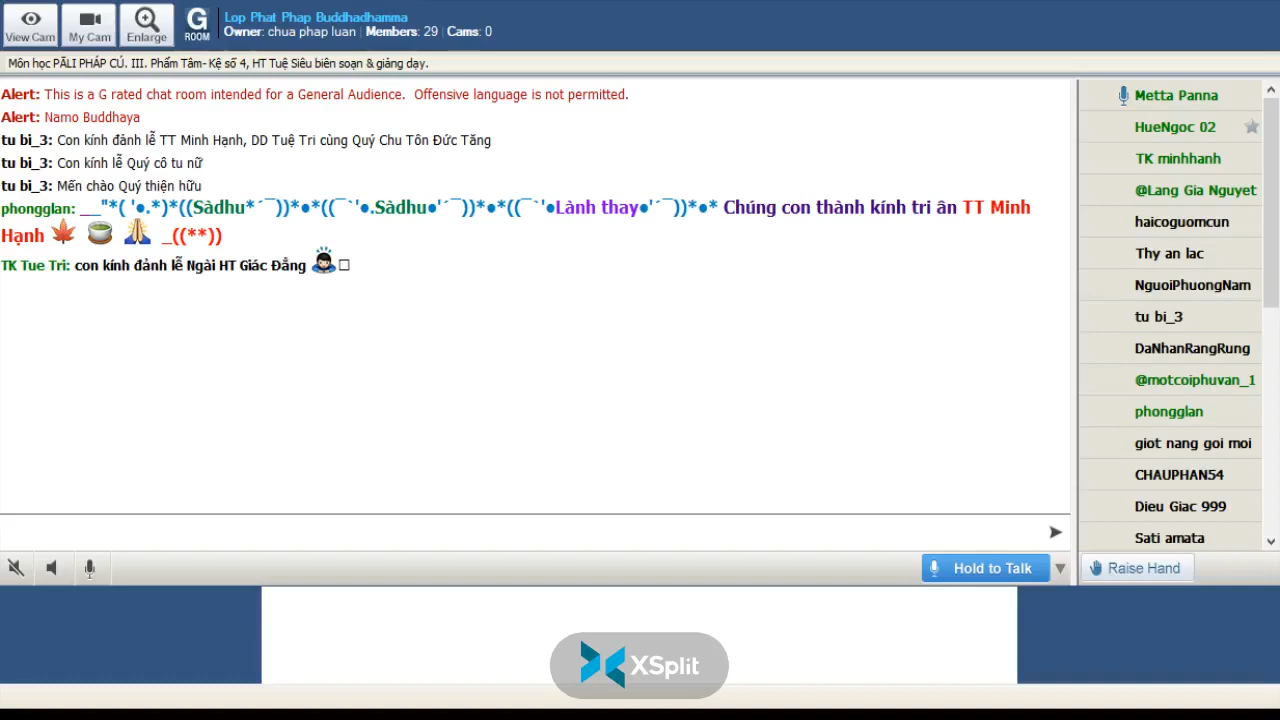 View Cam
My Cam
Enlarge
G
ROOM
Lop Phat Phap Buddhadhamma
Owner: chua phap luan | Members: 29 | Cams: 0
Môn học PĀLI PHÁP CÚ. III. Phẩm Tâm- Kệ số 4, HT Tuệ Siêu biên soạn & giảng dạy.
Alert: This is a G rated chat room intended for a General Audience. Offensive language is not permitted.
Alert: Namo Buddhaya
tu bi_3: Con kính đảnh lễ TT Minh Hạnh, DD Tuệ Tri cùng Quý Chu Tôn Đức Tăng
tu bi_3: Con kính lễ Quý cô tu nữ
tu bi_3: Mến chào Quý thiện hữu
phongglan: __"*( '●.*)*((Sàdhu*´¯))*●*((¯`'●.Sàdhu●'´¯))*●*((¯`'●Lành thay●'´¯))*●* Chúng con thành kính tri ân TT Minh
Hạnh 🍁 🍵 🙏 _((**))
TK Tue Tri: con kính đảnh lễ Ngài HT Giác Đẳng 🙇□
Metta Panna
HueNgoc 02
TK minhhanh
@Lang Gia Nguyet
haicoguomcun
Thy an lac
NguoiPhuongNam
tu bi_3
DaNhanRangRung
@motcoiphuvan_1
phongglan
giot nang goi moi
CHAUPHAN54
Dieu Giac 999
Sati amata
Hold to Talk
Raise Hand
XSplit